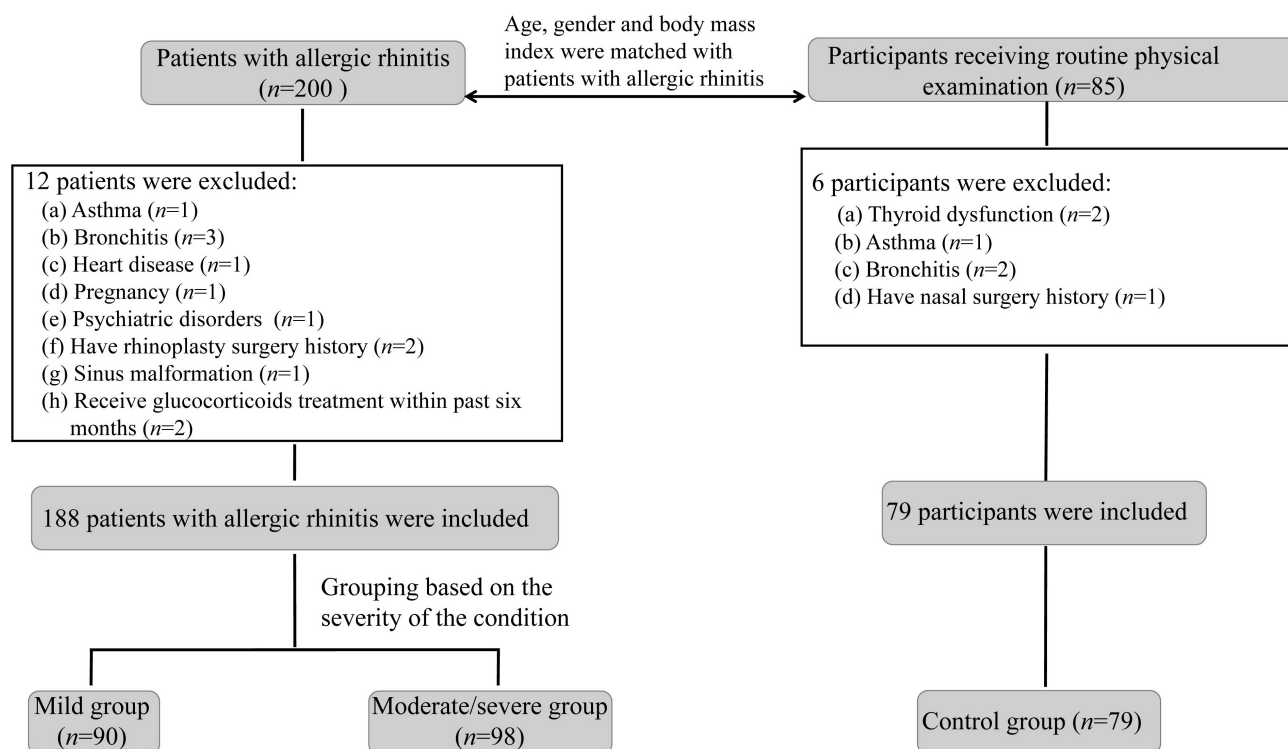 Patients with allergic rhinitis
(n=200 )
Age, gender and body mass
index were matched with
patients with allergic rhinitis
Participants receiving routine physical
examination (n=85)
12 patients were excluded:
(a) Asthma (n=1)
(b) Bronchitis (n=3)
(c) Heart disease (n=1)
(d) Pregnancy (n=1)
(e) Psychiatric disorders (n=1)
(f) Have rhinoplasty surgery history (n=2)
(g) Sinus malformation (n=1)
(h) Receive glucocorticoids treatment within past six
months (n=2)
6 participants were excluded:
(a) Thyroid dysfunction (n=2)
(b) Asthma (n=1)
(c) Bronchitis (n=2)
(d) Have nasal surgery history (n=1)
188 patients with allergic rhinitis were included
79 participants were included
Grouping based on the
severity of the condition
Mild group
(n=90)
Moderate/severe group
(n=98)
Control group (n=79)